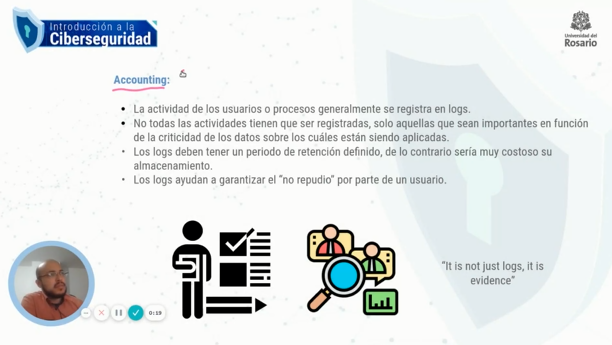 Introducción a la
Ciberseguridad
Universidad del
Rosario
Accounting:
• La actividad de los usuarios o procesos generalmente se registra en logs.
• No todas las actividades tienen que ser registradas, solo aquellas que sean importantes en función
de la criticidad de los datos sobre los cuáles están siendo aplicadas.
• Los logs deben tener un periodo de retención definido, de lo contrario sería muy costoso su
almacenamiento.
• Los logs ayudan a garantizar el “no repudio” por parte de un usuario.
“It is not just logs, it is
evidence”
0:19